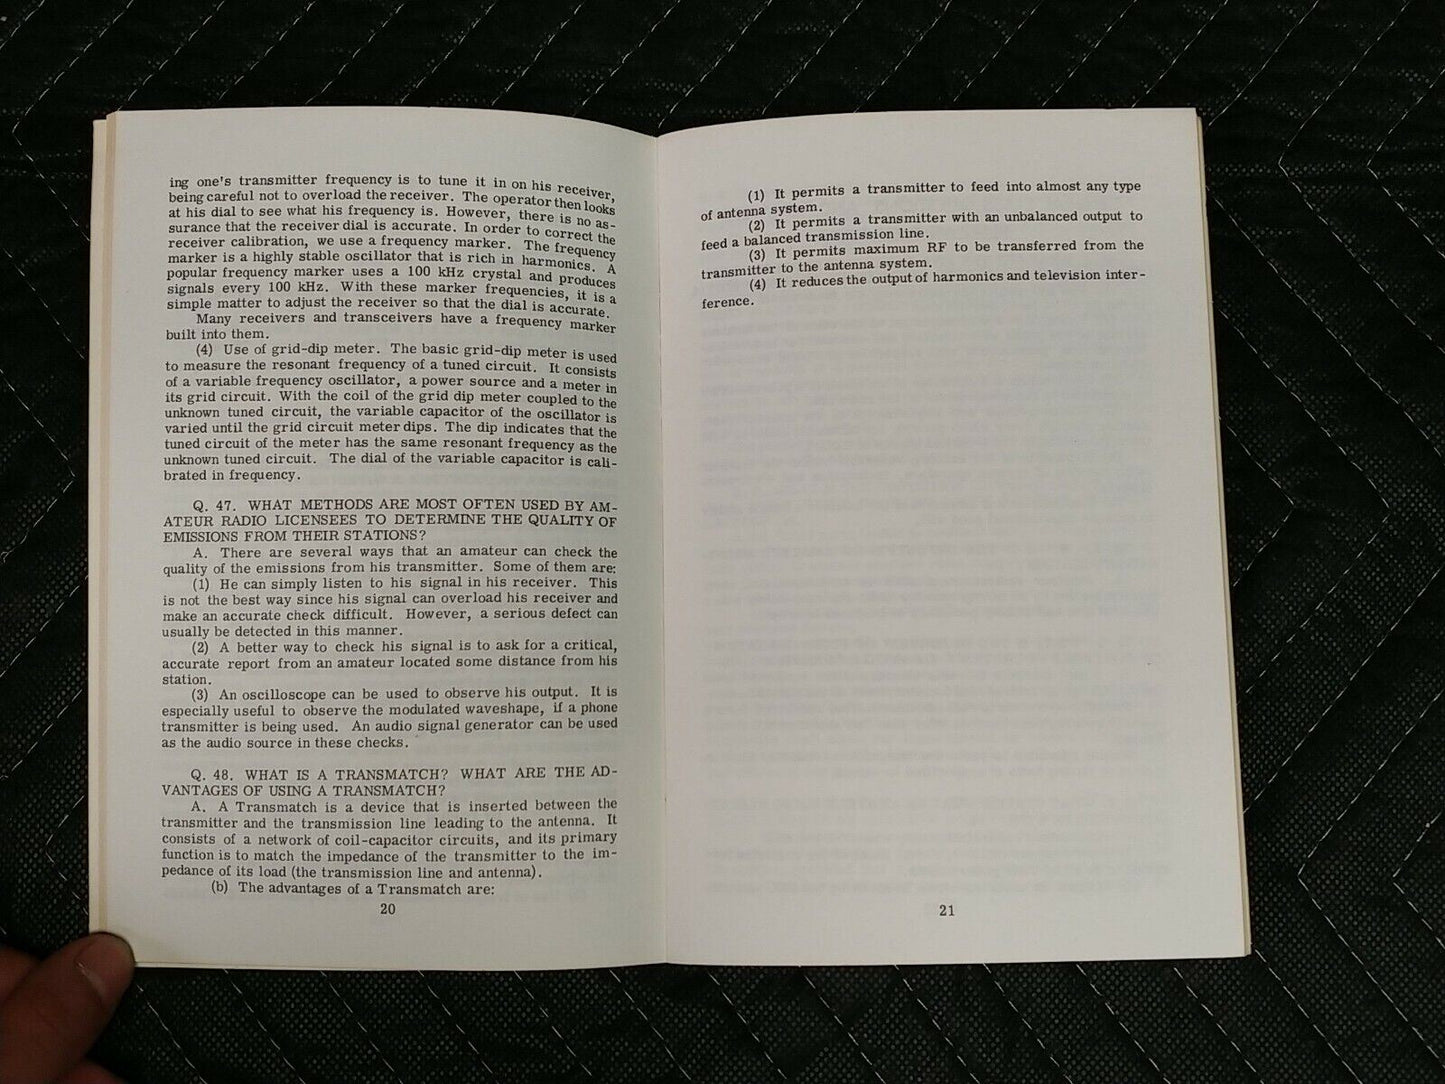 ing one's transmitter frequency is to tune it in on his receiver,
being careful not to overload the receiver. The operator then looks
at his dial to see what his frequency is. However, there is no as-
surance that the receiver dial is accurate. In order to correct the
receiver calibration, we use a frequency marker. The frequency
marker is a highly stable oscillator that is rich in harmonics. A
popular frequency marker uses a 100 kHz crystal and produces
signals every 100 kHz. With these marker frequencies, it is a
simple matter to adjust the receiver so that the dial is accurate.
Many receivers and transceivers have a frequency marker
built into them.
(4) Use of grid-dip meter. The basic grid-dip meter is used
to measure the resonant frequency of a tuned circuit. It consists
of a variable frequency oscillator, a power source and a meter in
its grid circuit. With the coil of the grid dip meter coupled to the
unknown tuned circuit, the variable capacitor of the oscillator is
varied until the grid circuit meter dips. The dip indicates that the
tuned circuit of the meter has the same resonant frequency as the
unknown tuned circuit. The dial of the variable capacitor is cali-
brated in frequency.
Q. 47. WHAT METHODS ARE MOST OFTEN USED BY AM-
ATEUR RADIO LICENSEES TO DETERMINE THE QUALITY OF
EMISSIONS FROM THEIR STATIONS?
A. There are several ways that an amateur can check the
quality of the emissions from his transmitter. Some of them are:
(1) He can simply listen to his signal in his receiver. This
is not the best way since his signal can overload his receiver and
make an accurate check difficult. However, a serious defect can
usually be detected in this manner.
(2) A better way to check his signal is to ask for a critical,
accurate report from an amateur located some distance from his
station.
(3) An oscilloscope can be used to observe his output. It is
especially useful to observe the modulated waveshape, if a phone
transmitter is being used. An audio signal generator can be used
as the audio source in these checks.
Q. 48. WHAT IS A TRANSMATCH? WHAT ARE THE AD-
VANTAGES OF USING A TRANSMATCH?
A. A Transmatch is a device that is inserted between the
transmitter and the transmission line leading to the antenna. It
consists of a network of coil-capacitor circuits, and its primary
function is to match the impedance of the transmitter to the im-
pedance of its load (the transmission line and antenna).
(b) The advantages of a Transmatch are:
20
(1) It permits a transmitter to feed into almost any type
of antenna system.
(2) It permits a transmitter with an unbalanced output to
feed a balanced transmission line.
(3) It permits maximum RF to be transferred from the
transmitter to the antenna system.
(4) It reduces the output of harmonics and television inter-
ference.
21